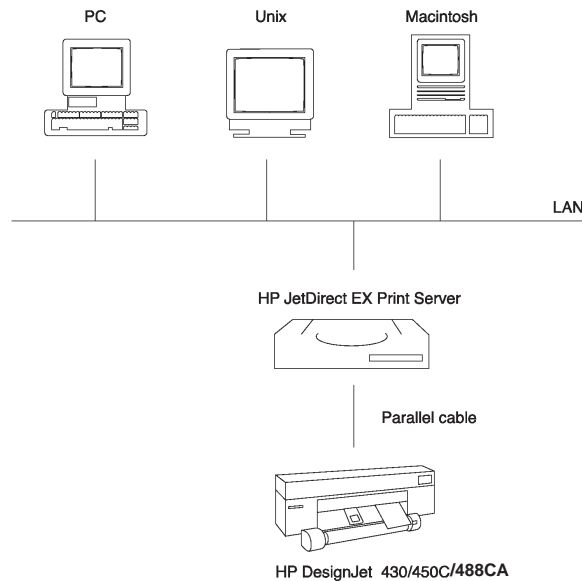 PC
Unix
Macintosh
LAN
HP JetDirect EX Print Server
Parallel cable
HP DesignJet 430/450C/488CA